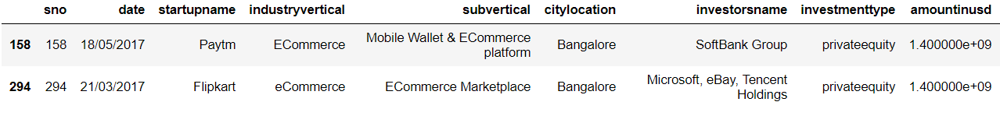 sno date startupname industryvertical subvertical citylocation investorsname investmenttype amountinusd
158 158 18/05/2017 Paytm ECommerce Mobile Wallet & ECommerce platform Bangalore SoftBank Group privateequity 1.400000e+09
294 294 21/03/2017 Flipkart eCommerce ECommerce Marketplace Bangalore Microsoft, eBay, Tencent Holdings privateequity 1.400000e+09